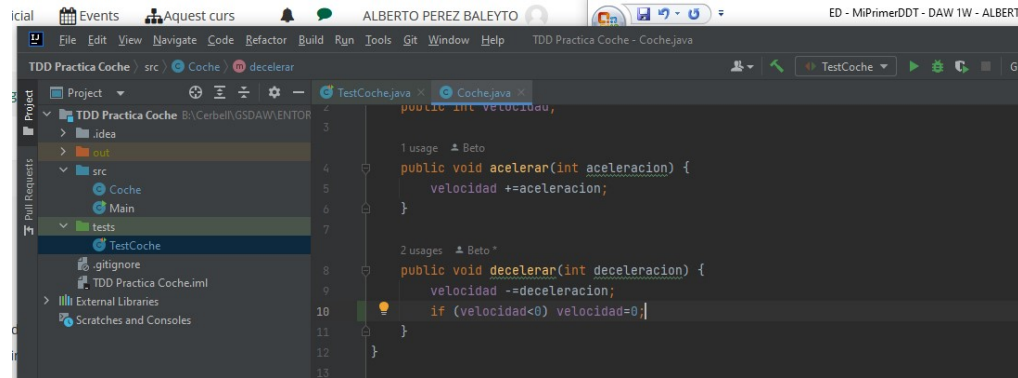 icial Events Aquest curs ALBERTO PEREZ BALEYTO ED - MiPrimerDDT - DAW 1W - ALBERT
File Edit View Navigate Code Refactor Build Run Tools Git Window Help TDD Practica Coche - Coche.java
TDD Practica Coche src Coche decelerar TestCoche G
Project TestCoche.java Coche.java
Project
Pull Requests
TDD Practica Coche B:\Cerbell\GSDAW\ENTOR
.idea
out
src
Coche
Main
tests
TestCoche
.gitignore
TDD Practica Coche.iml
External Libraries
Scratches and Consoles
2 public int velocidad;
3
1 usage Beto
4 public void acelerar(int aceleracion) {
5 velocidad +=aceleracion;
6 }
7
2 usages Beto *
8 public void decelerar(int deceleracion) {
9 velocidad -=deceleracion;
10 if (velocidad<0) velocidad=0;
11 }
12 }
13